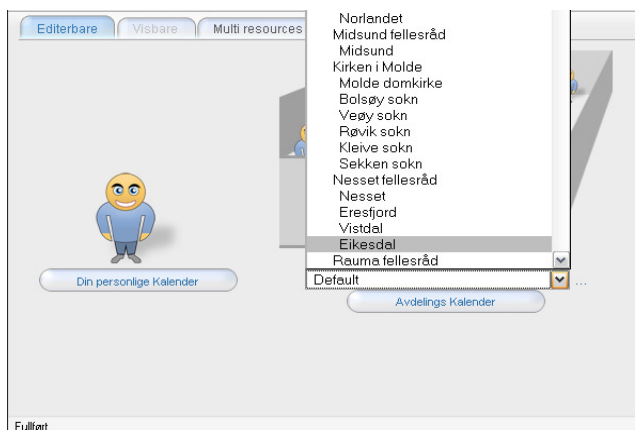 Editerbare
Visbare
Multi resources
Norlandet
Midsund fellesråd
Midsund
Kirken i Molde
Molde domkirke
Bolsøy sokn
Veøy sokn
Røvik sokn
Kleive sokn
Sekken sokn
Nesset fellesråd
Nesset
Eresfjord
Vistdal
Eikesdal
Rauma fellesråd
Default
...
Din personlige Kalender
Avdelings Kalender
Fullført